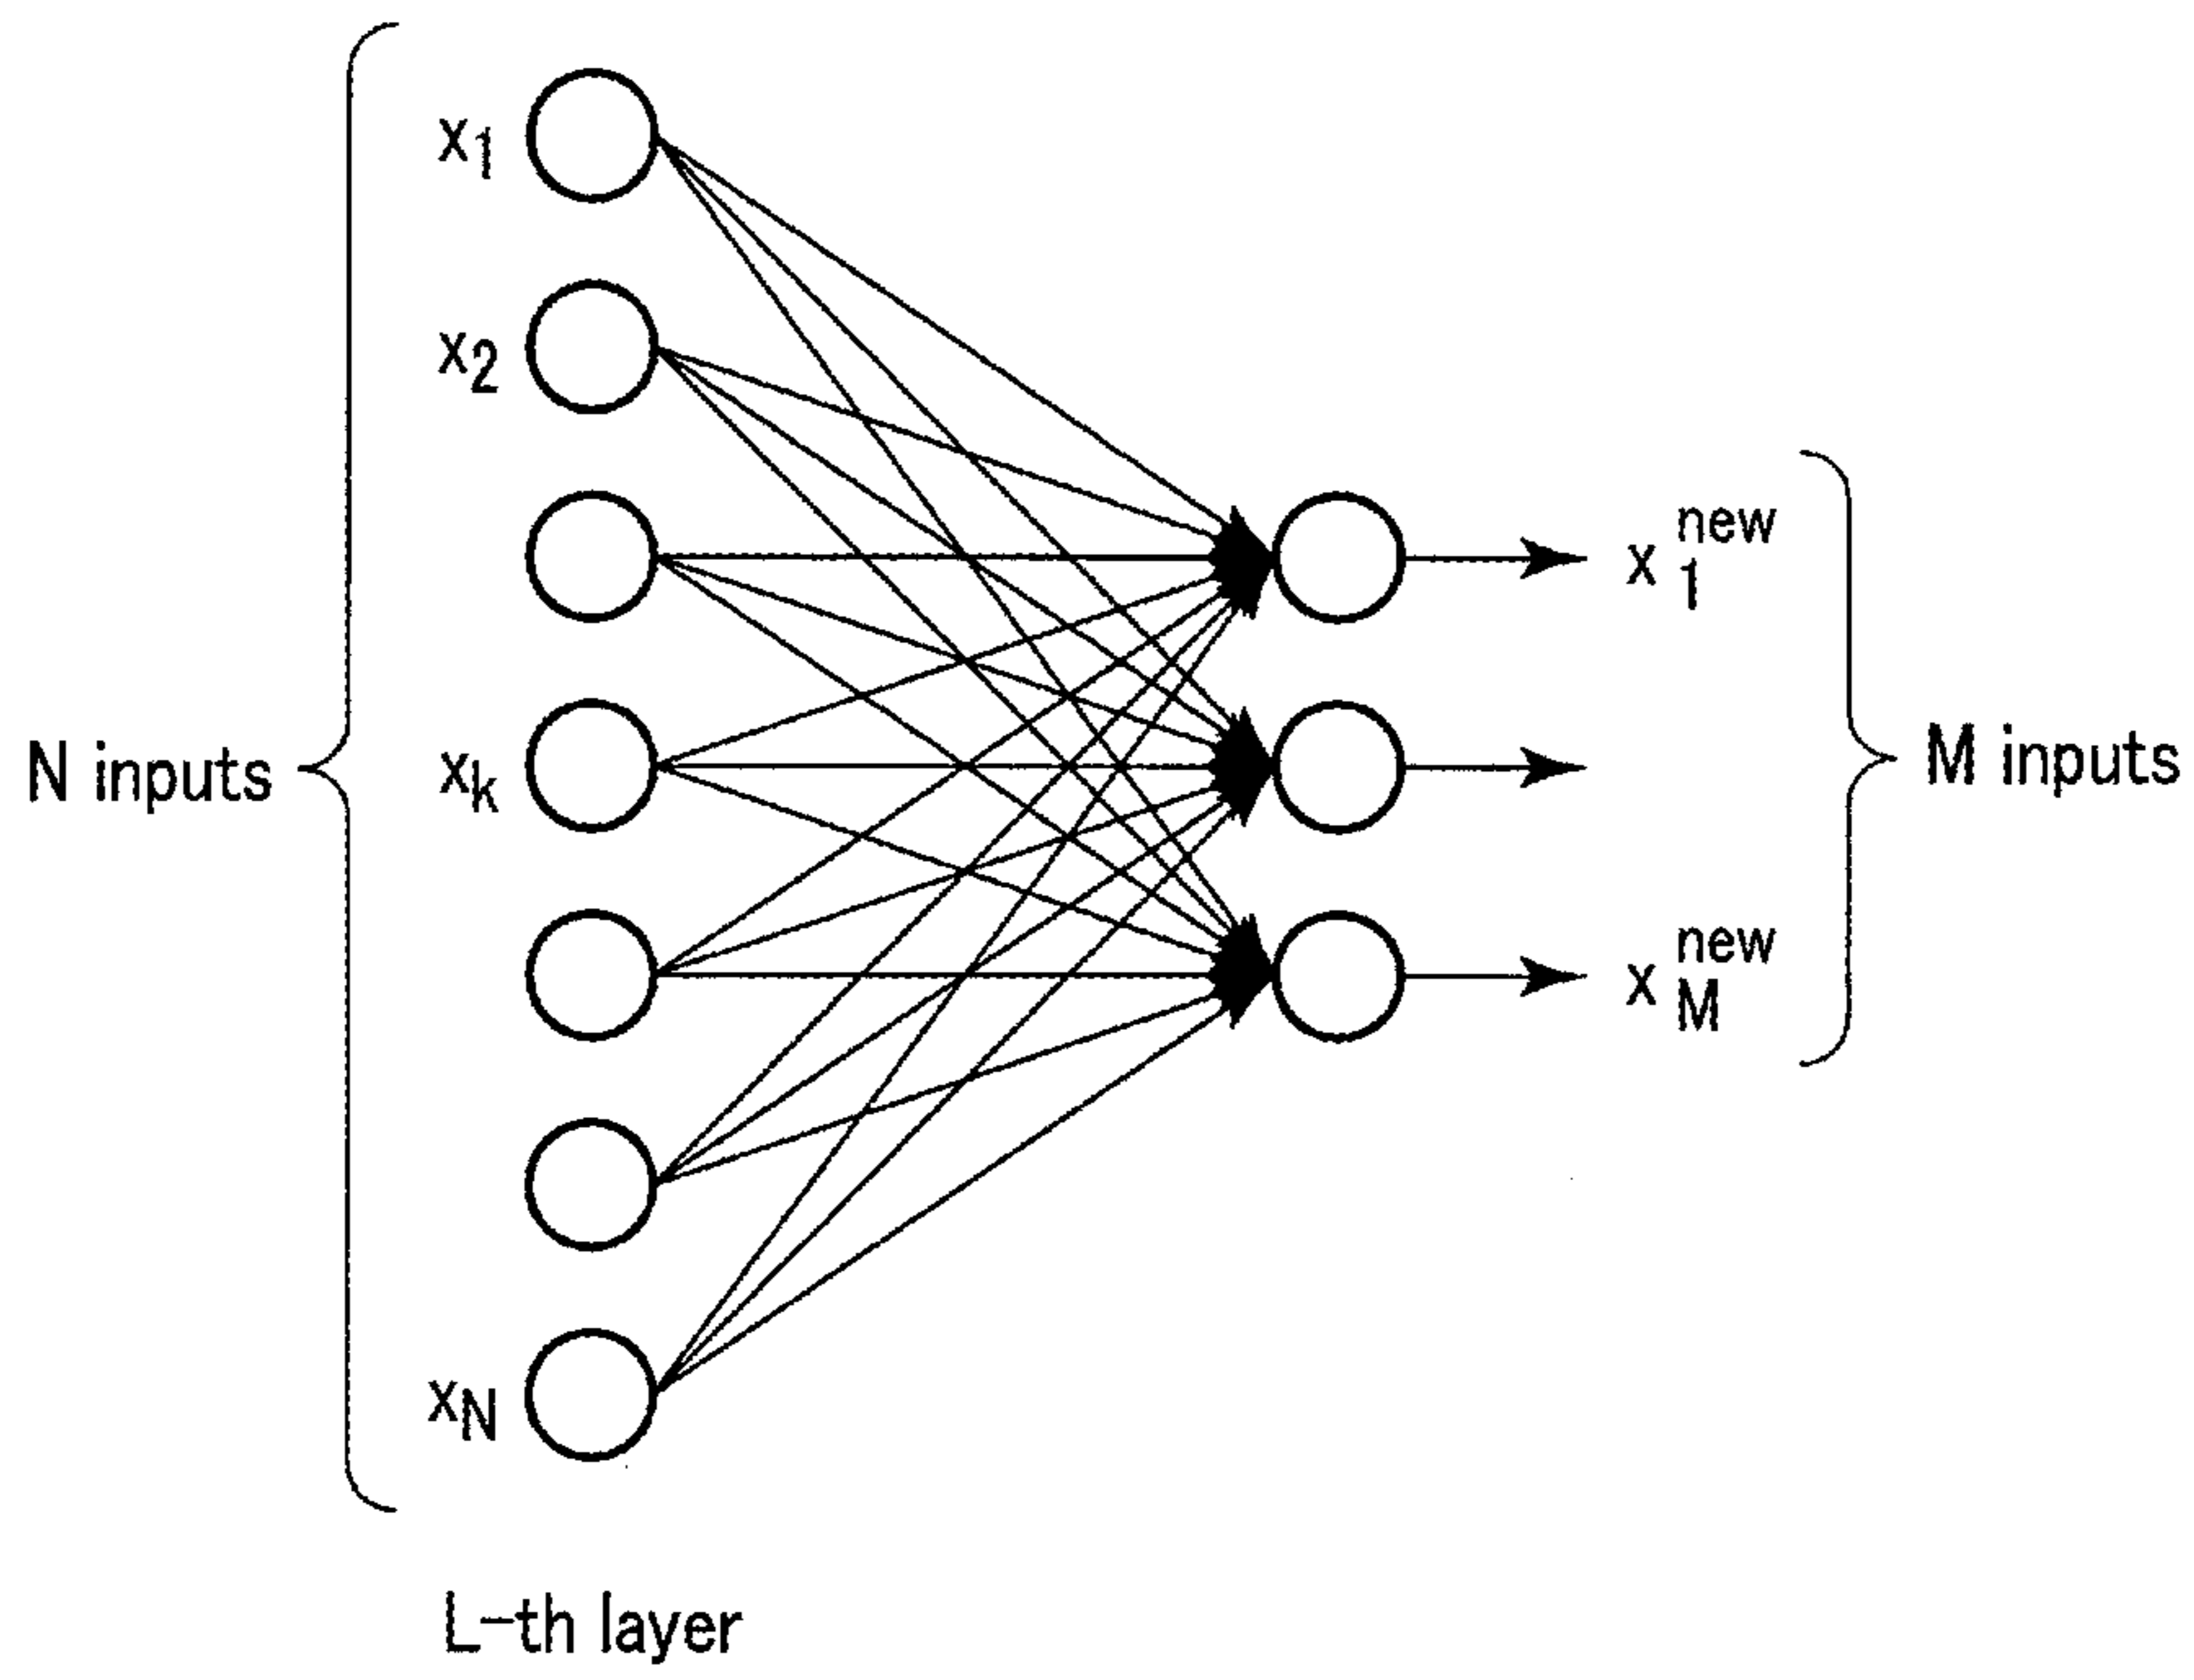 x1
x2
new
x 1
N inputs
xk
M inputs
new
x M
xN
L-th layer